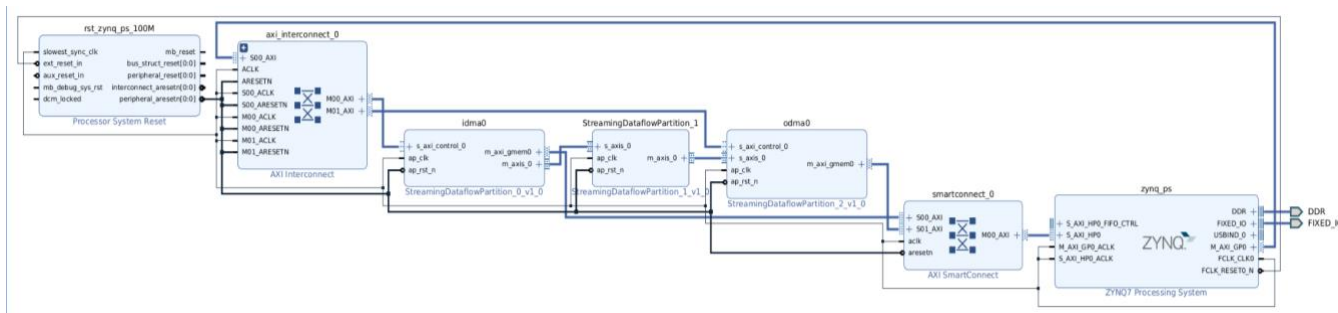 rst_zynq_ps_100M
slowest_sync_clk
ext_reset_in
aux_reset_in
mb_debug_sys_rst
dcm_locked
mb_reset
bus_struct_reset[0:0]
peripheral_reset[0:0]
interconnect_aresetn[0:0]
peripheral_aresetn[0:0]
Processor System Reset
axi_interconnect_0
S00_AXI
ACLK
ARESETN
S00_ACLK
S00_ARESETN
M00_ACLK
M00_ARESETN
M01_ACLK
M01_ARESETN
M00_AXI
M01_AXI
AXI Interconnect
idma0
s_axi_control_0
ap_clk
ap_rst_n
m_axi_gmem0
m_axis_0
StreamingDataflowPartition_0_v1_0
StreamingDataflowPartition_1
s_axis_0
ap_clk
ap_rst_n
m_axis_0
StreamingDataflowPartition_1_v1_0
odma0
s_axi_control_0
s_axis_0
ap_clk
ap_rst_n
m_axi_gmem0
StreamingDataflowPartition_2_v1_0
smartconnect_0
S00_AXI
S01_AXI
aclk
aresetn
M00_AXI
AXI SmartConnect
zynq_ps
S_AXI_HP0_FIFO_CTRL
S_AXI_HP0
M_AXI_GP0_ACLK
S_AXI_HP0_ACLK
ZYNQ
DDR
FIXED_IO
USBIND_0
M_AXI_GP0
FCLK_CLK0
FCLK_RESET0_N
ZYNQ7 Processing System
DDR